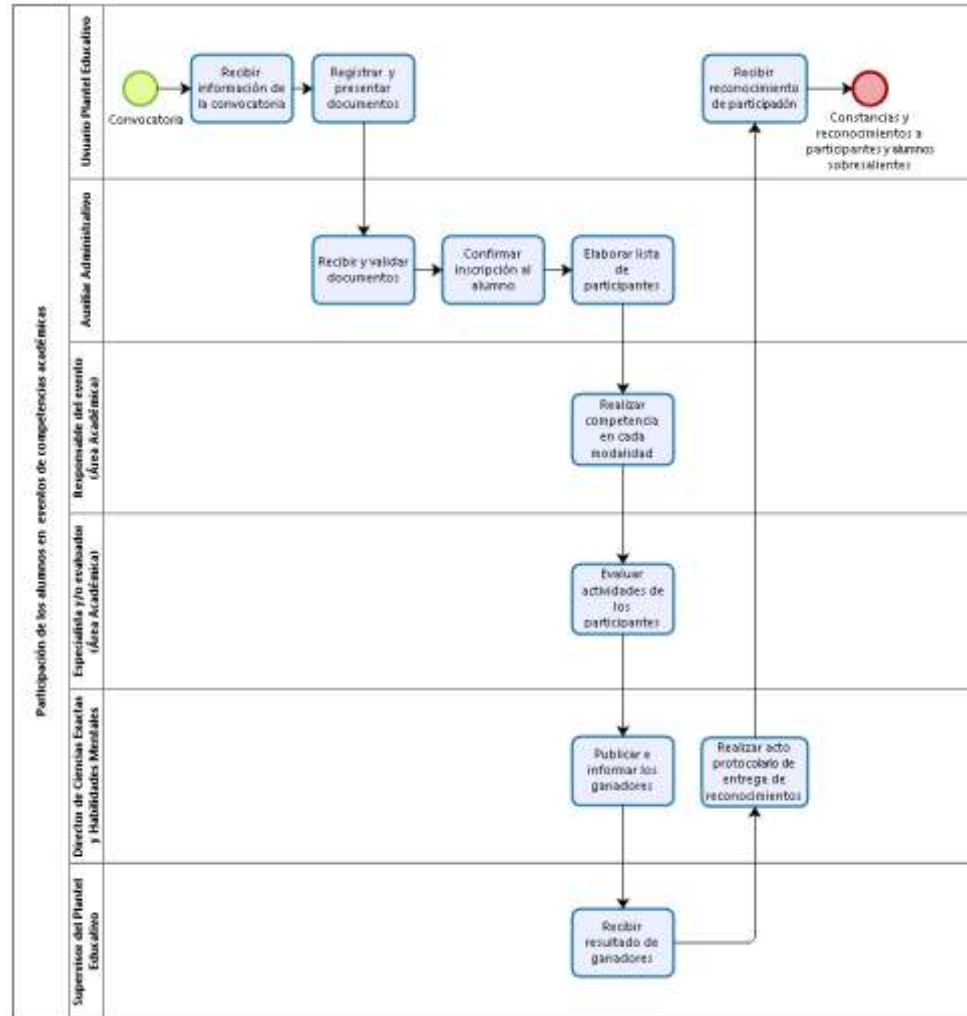 Participación de los alumnos en eventos de competencias académicas
Usuario Plantel Educativo
Convocatoria
Recibir
información de
la convocatoria
Registrar y
presentar
documentos
Recibir
reconocimiento
de participación
Constancias y
reconocimientos a
participantes y alumnos
sobresalientes
Auxiliar Administrativo
Recibir y validar
documentos
Confirmar
inscripción al
alumno
Elaborar lista
de
participantes
Responsable del evento
(Área Académica)
Realizar
competencia
en cada
modalidad
Especialista y/o evaluador
(Área Académica)
Evaluar
actividades de
los
participantes
Director de Ciencias Exactas
y Habilidades Mentales
Publicar e
informar los
ganadores
Realizar acto
protocolario de
entrega de
reconocimientos
Supervisor del Plantel
Educativo
Recibir
resultado de
ganadores